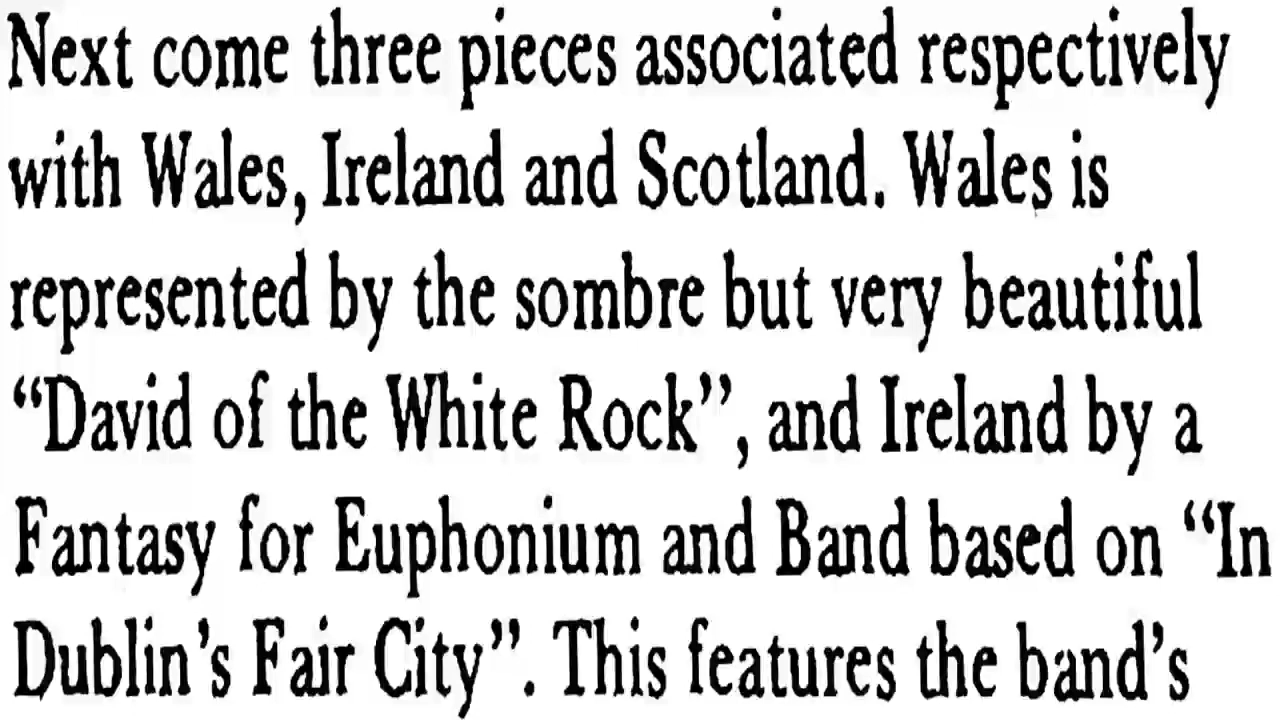 Next come three pieces associated respectively
with Wales, Ireland and Scotland. Wales is
represented by the sombre but very beautiful
“David of the White Rock”, and Ireland by a
Fantasy for Euphonium and Band based on “In
Dublin’s Fair City”. This features the band’s